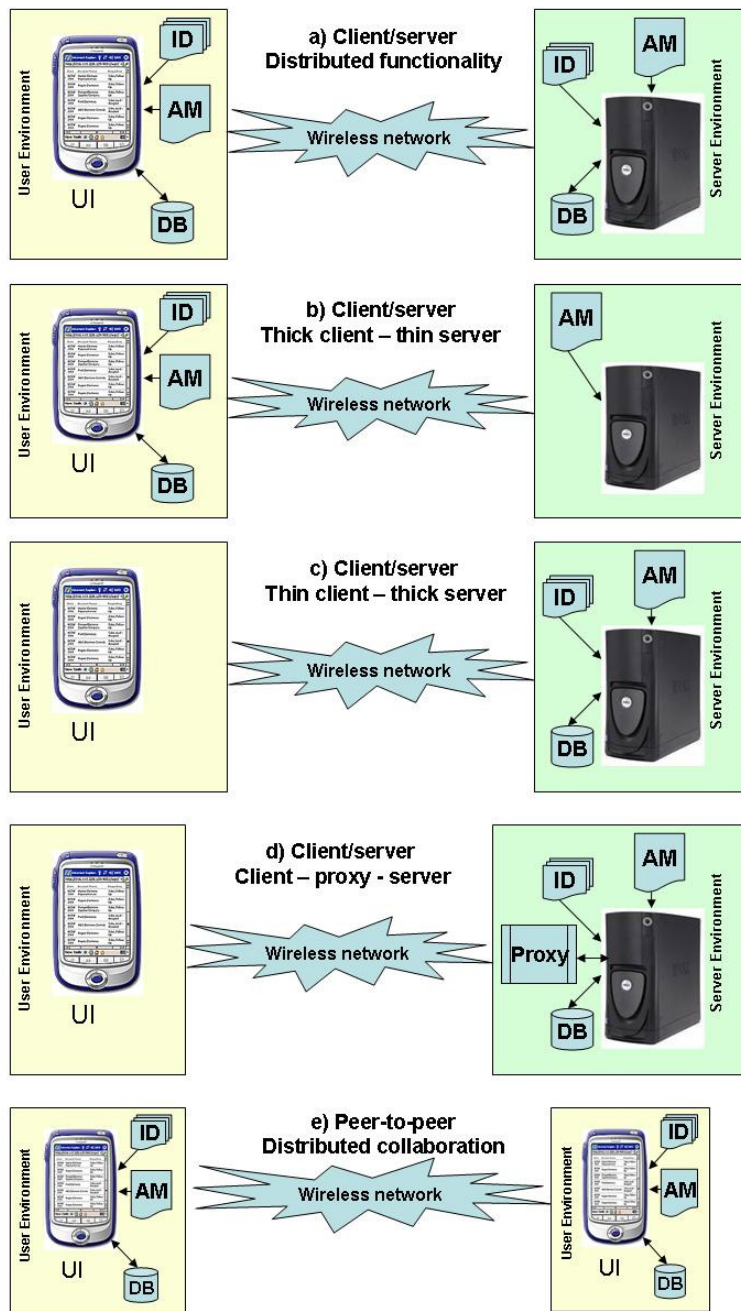 a) Client/server
Distributed functionality
User Environment
ID
AM
DB
UI
Wireless network
ID
AM
DB
Server Environment
b) Client/server
Thick client – thin server
User Environment
ID
AM
DB
UI
Wireless network
AM
Server Environment
c) Client/server
Thin client – thick server
User Environment
UI
Wireless network
ID
AM
DB
Server Environment
d) Client/server
Client – proxy - server
User Environment
UI
Wireless network
ID
AM
Proxy
DB
Server Environment
e) Peer-to-peer
Distributed collaboration
User Environment
ID
AM
DB
UI
Wireless network
User Environment
ID
AM
DB
UI